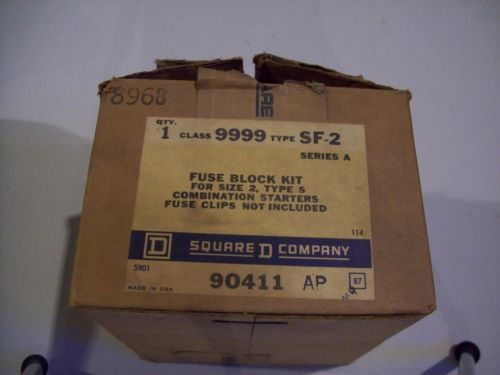 8968
ARE
QTY.
1 CLASS 9999 TYPE SF-2
SERIES A
FUSE BLOCK KIT
FOR SIZE 2, TYPE S
COMBINATION STARTERS
FUSE CLIPS NOT INCLUDED
114
D SQUARE D COMPANY
5901
90411 AP 87
MADE IN USA